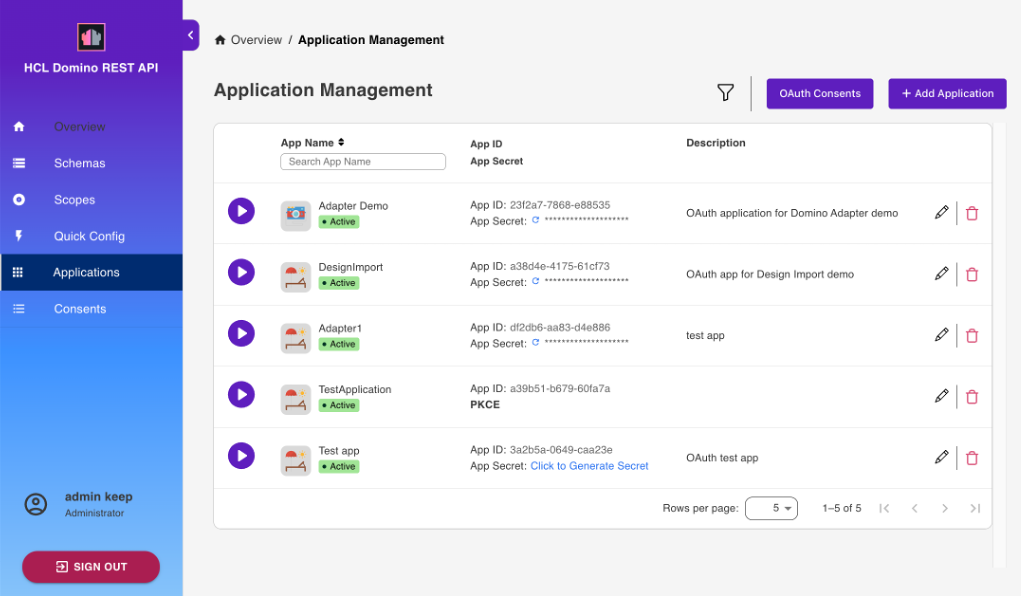 HCL Domino REST API
Overview
Schemas
Scopes
Quick Config
Applications
Consents
admin keep
Administrator
SIGN OUT
Overview / Application Management
Application Management
OAuth Consents
+ Add Application
App Name
Search App Name
App ID
App Secret
Description
Adapter Demo
• Active
App ID: 23f2a7-7868-e88535
App Secret: ********************
OAuth application for Domino Adapter demo
DesignImport
• Active
App ID: a38d4e-4175-61cf73
App Secret: ********************
OAuth app for Design Import demo
Adapter1
• Active
App ID: df2db6-aa83-d4e886
App Secret: ********************
test app
TestApplication
• Active
App ID: a39b51-b679-60fa7a
PKCE
Test app
• Active
App ID: 3a2b5a-0649-caa23e
App Secret: Click to Generate Secret
OAuth test app
Rows per page: 5
1–5 of 5